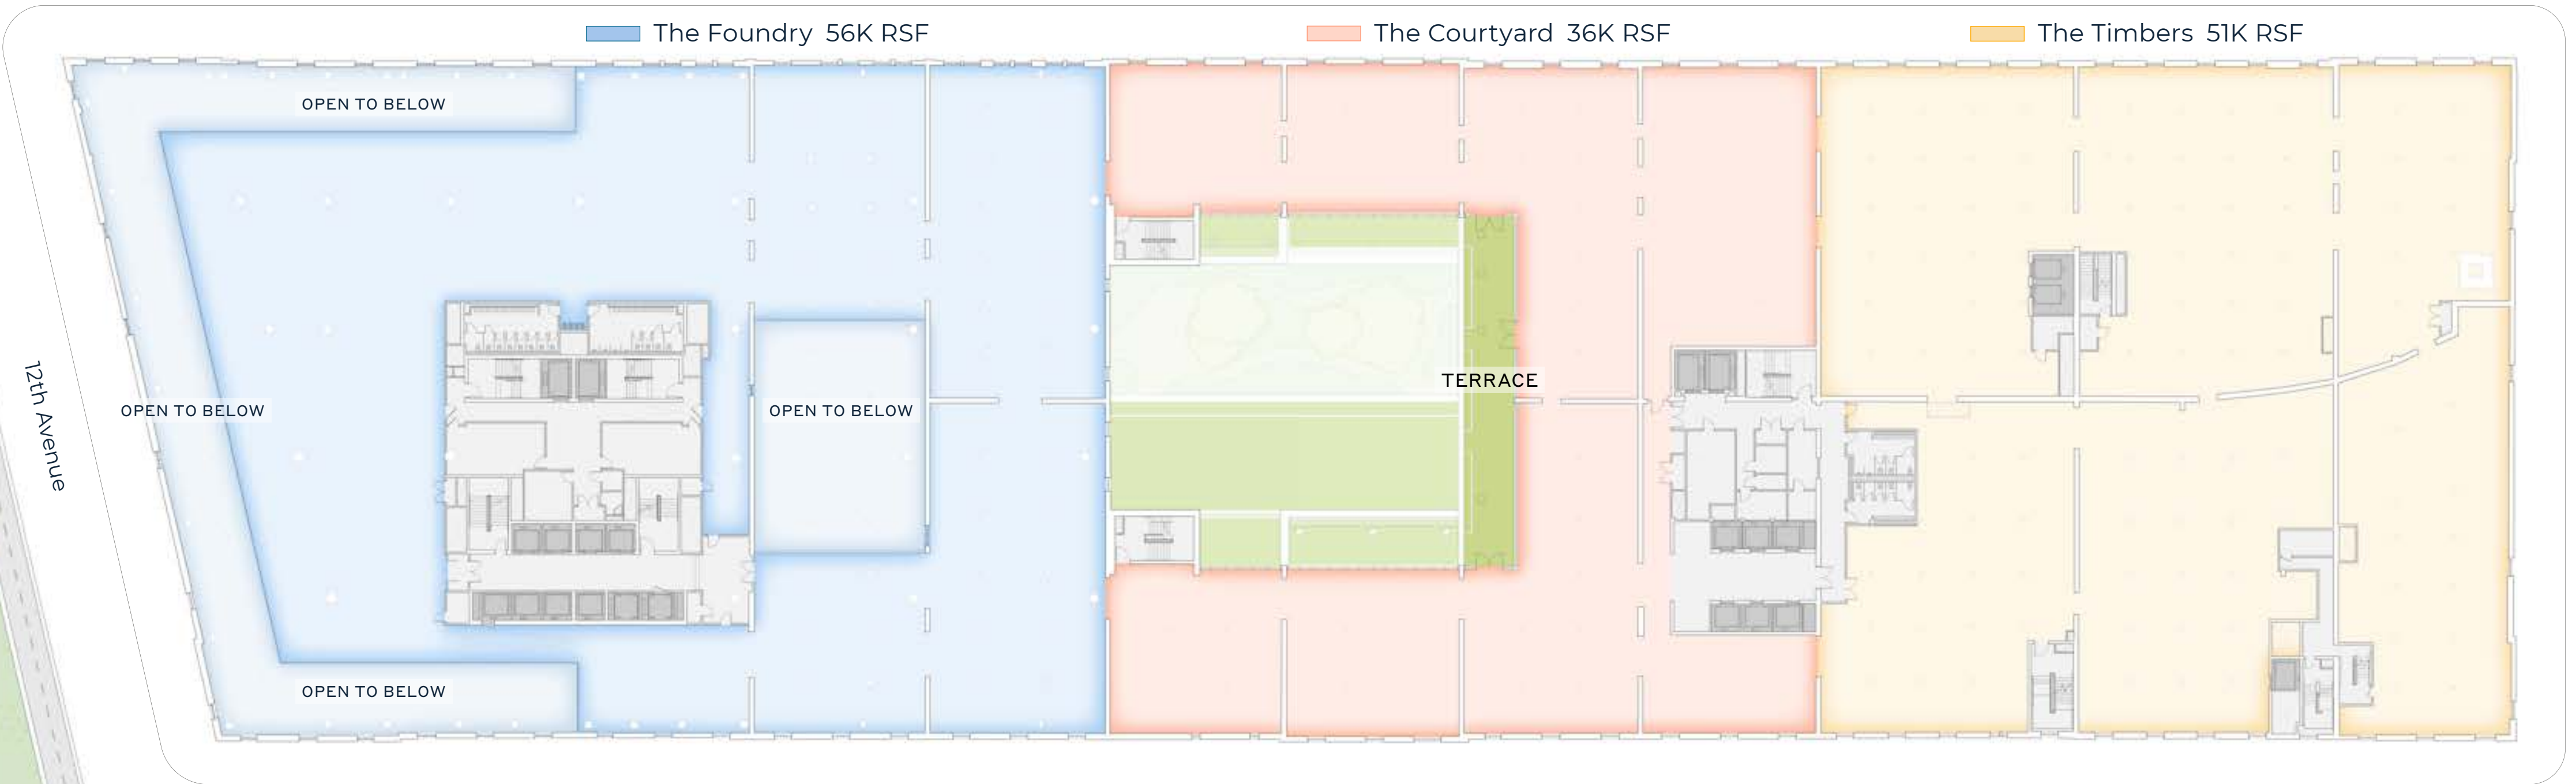 The Foundry 56K RSF
The Courtyard 36K RSF
The Timbers 51K RSF
OPEN TO BELOW
12th Avenue
OPEN TO BELOW
OPEN TO BELOW
TERRACE
OPEN TO BELOW